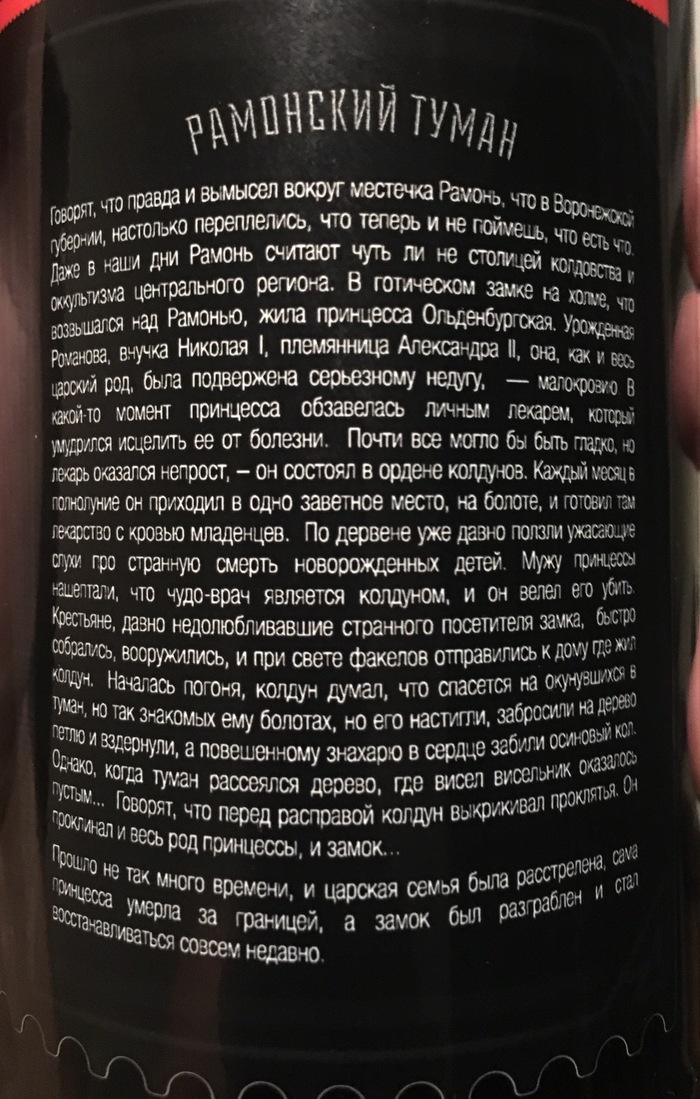 РАМОНСКИЙ ТУМАН
Говорят, что правда и вымысел вокруг местечка Рамонь, что в Воронежской
губернии, настолько переплелись, что теперь и не поймешь, что есть что.
Даже в наши дни Рамонь считают чуть ли не столицей колдовства и
оккультизма центрального региона. В готическом замке на холме, что
возвышался над Рамонью, жила принцесса Ольденбургская. Урожденная
Романова, внучка Николая I, племянница Александра II, она, как и весь
царский род, была подвержена серьезному недугу, — малокровию В
какой-то момент принцесса обзавелась личным лекарем, который
умудрился исцелить ее от болезни. Почти все могло бы быть гладко, но
лекарь оказался непрост, – он состоял в ордене колдунов. Каждый месяц в
полнолуние он приходил в одно заветное место, на болоте, и готовил там
лекарство с кровью младенцев. По дервене уже давно ползли ужасающие
слухи про странную смерть новорожденных детей. Мужу принцессы
нашептали, что чудо-врач является колдуном, и он велел его убить.
Крестьяне, давно недолюбливавшие странного посетителя замка, быстро
собрались, вооружились, и при свете факелов отправились к дому где жил
колдун. Началась погоня, колдун думал, что спасется на окунувшихся в
туман, но так знакомых ему болотах, но его настигли, забросили на дерево
петлю и вздернули, а повешенному знахарю в сердце забили осиновый кол.
Однако, когда туман рассеялся дерево, где висел висельник оказалось
пустым... Говорят, что перед расправой колдун выкрикивал проклятья. Он
проклинал и весь род принцессы, и замок...
Прошло не так много времени, и царская семья была расстрелена, сама
принцесса умерла за границей, а замок был разграблен и стал
восстанавливаться совсем недавно.